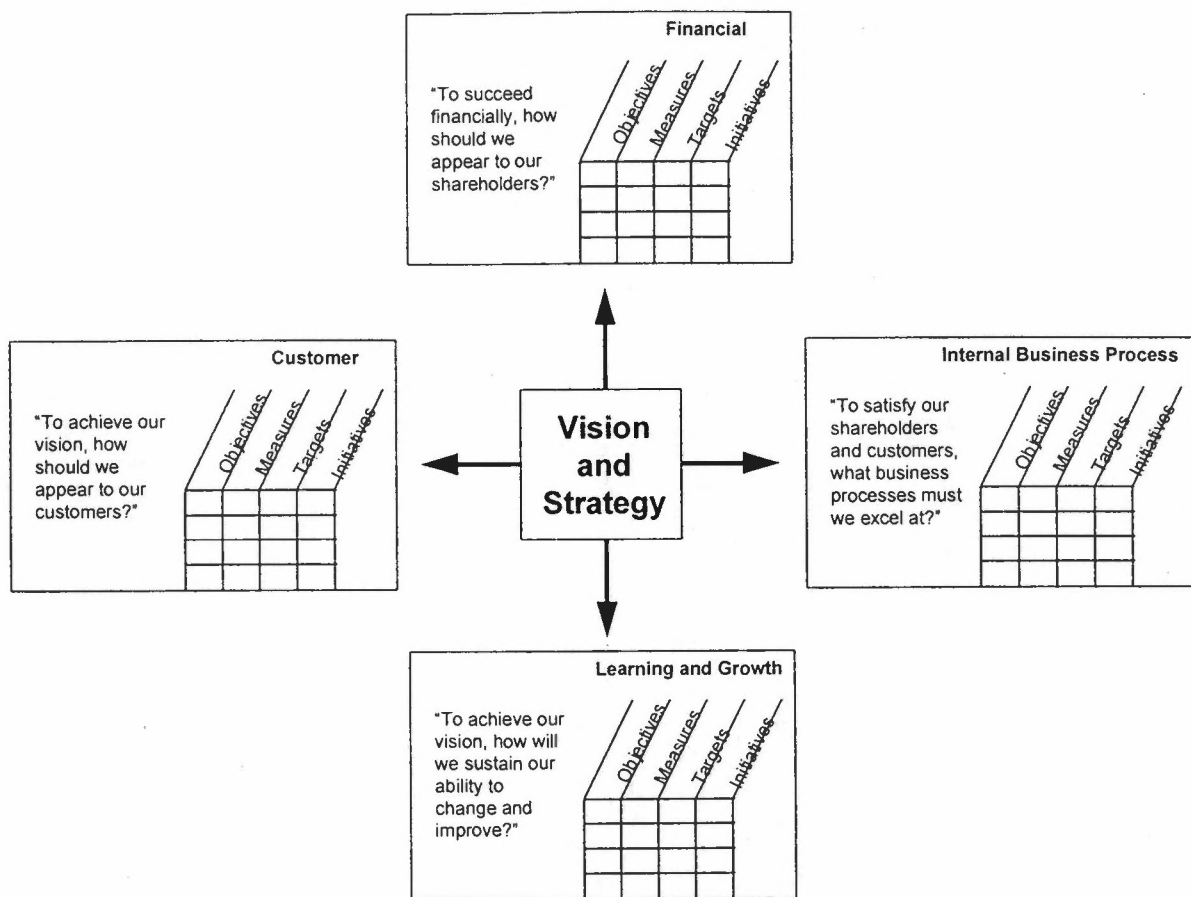 Financial
"To succeed
financially, how
should we
appear to our
shareholders?"
Objectives
Measures
Targets
Initiatives
Customer
"To achieve our
vision, how
should we
appear to our
customers?"
Objectives
Measures
Targets
Initiatives
Vision
and
Strategy
Internal Business Process
"To satisfy our
shareholders
and customers,
what business
processes must
we excel at?"
Objectives
Measures
Targets
Initiatives
Learning and Growth
"To achieve our
vision, how will
we sustain our
ability to
change and
improve?"
Objectives
Measures
Targets
Initiatives